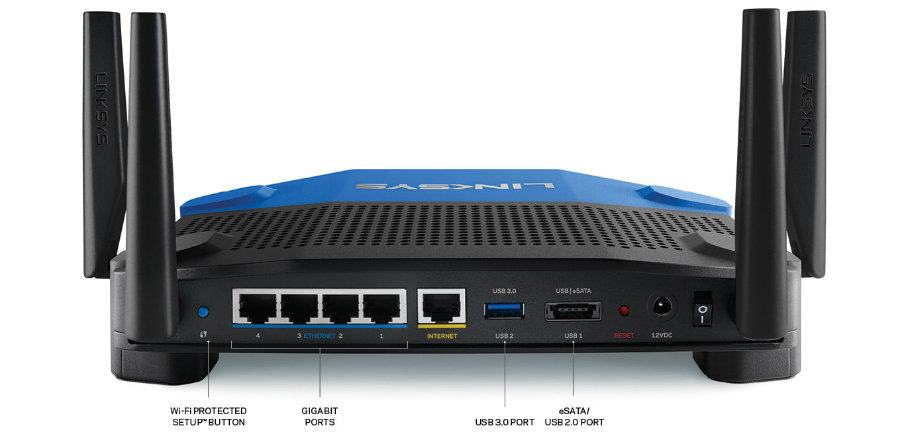 LINKSYS
LINKSYS
LINKSYS
USB 3.0
USB | eSATA
4 3 ETHERNET 2 1
INTERNET
USB 2
USB 1
RESET
12VDC
Wi-Fi PROTECTED
SETUP™ BUTTON
GIGABIT
PORTS
USB 3.0 PORT
eSATA/
USB 2.0 PORT